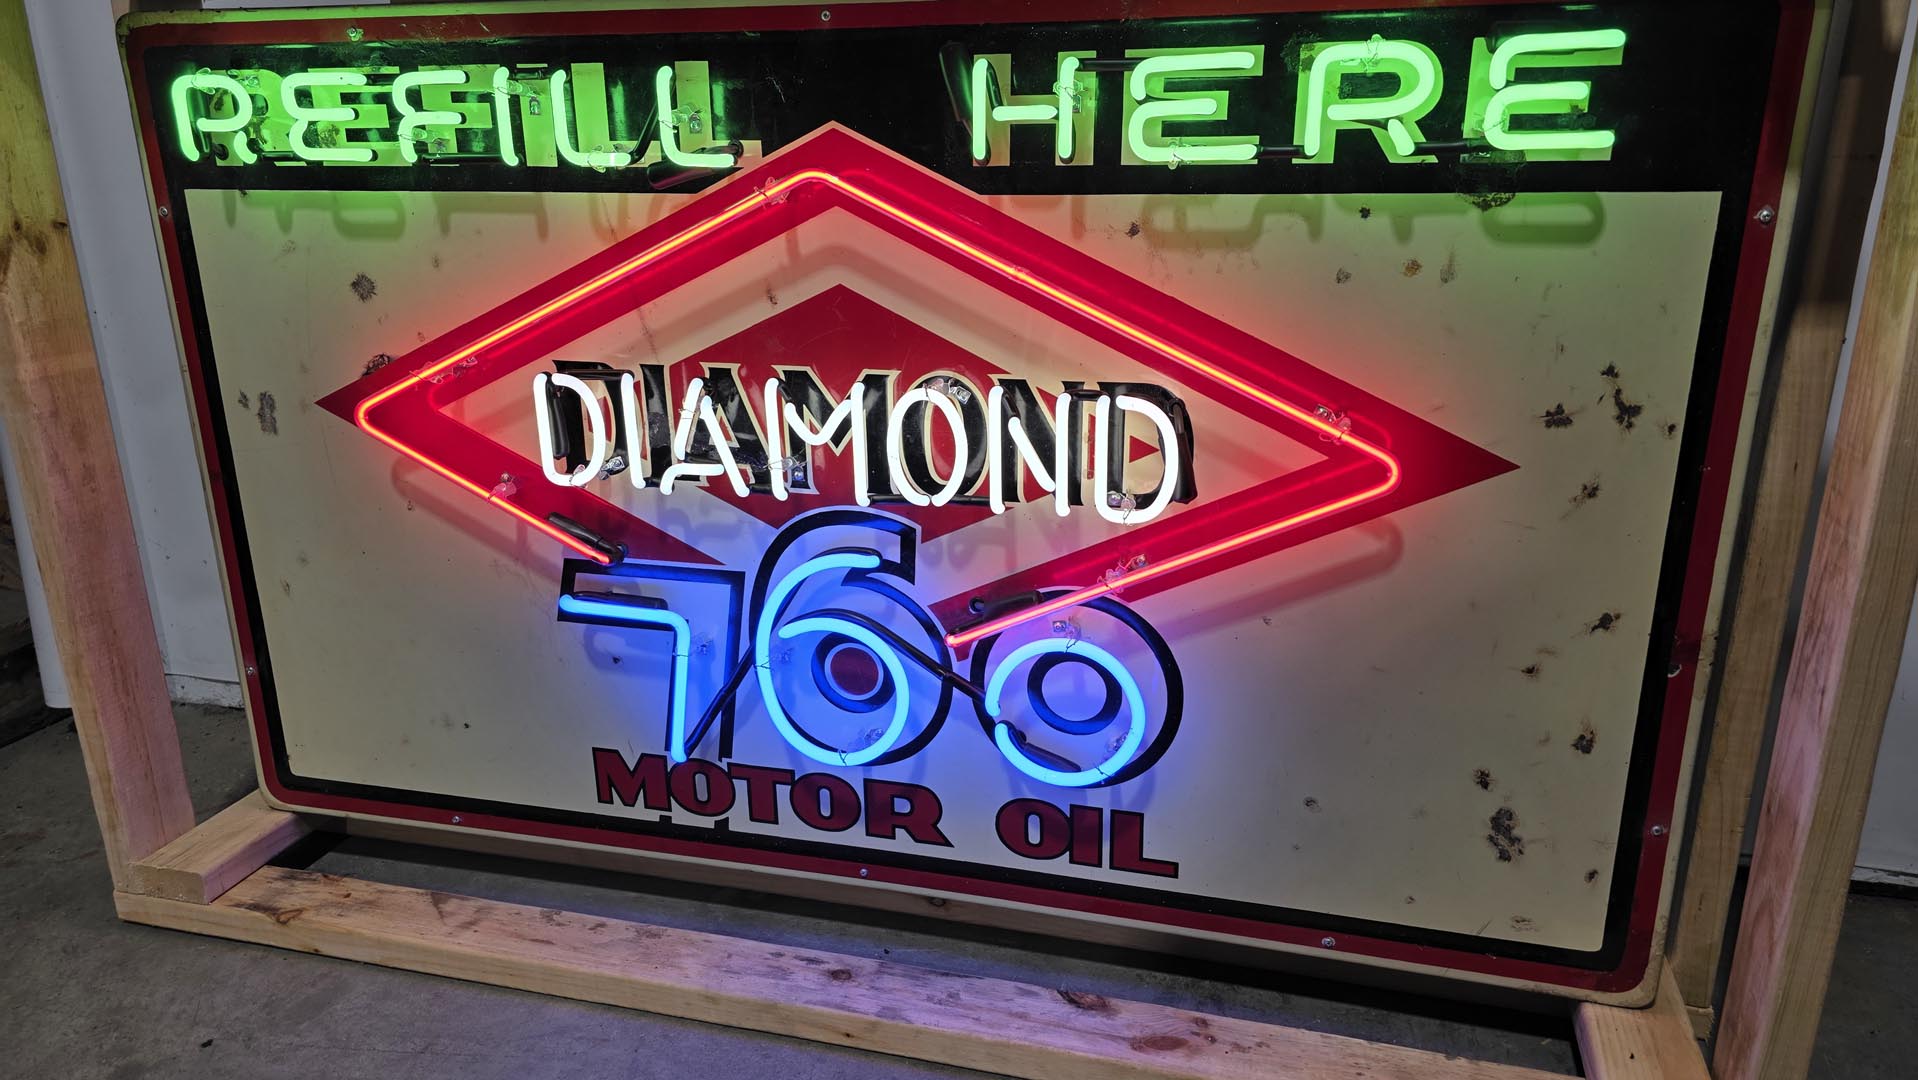 REFILL HERE
DIAMOND
760
MOTOR OIL